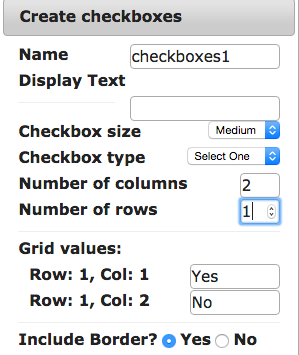 Create checkboxes
Name checkboxes1
Display Text
Checkbox size Medium
Checkbox type Select One
Number of columns 2
Number of rows 1
Grid values:
Row: 1, Col: 1 Yes
Row: 1, Col: 2 No
Include Border? Yes No